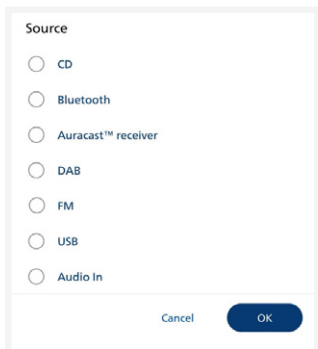 Source
CD
Bluetooth
Auracast™ receiver
DAB
FM
USB
Audio In
Cancel OK